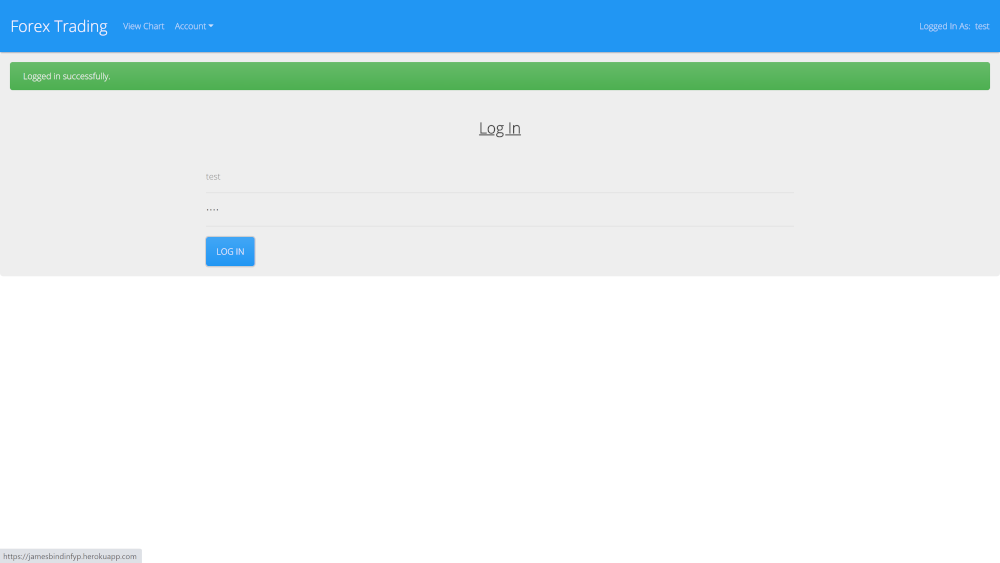 Forex Trading View Chart Account Logged In As: test
Logged in successfully.
Log In
test
....
LOG IN
https://jamesbindinfyp.herokuapp.com